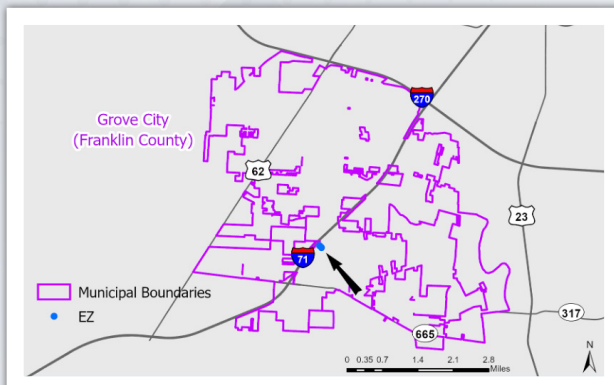 270
Grove City
(Franklin County)
62
23
71
Municipal Boundaries
EZ
317
665
N
0 0.35 0.7 1.4 2.1 2.8
Miles